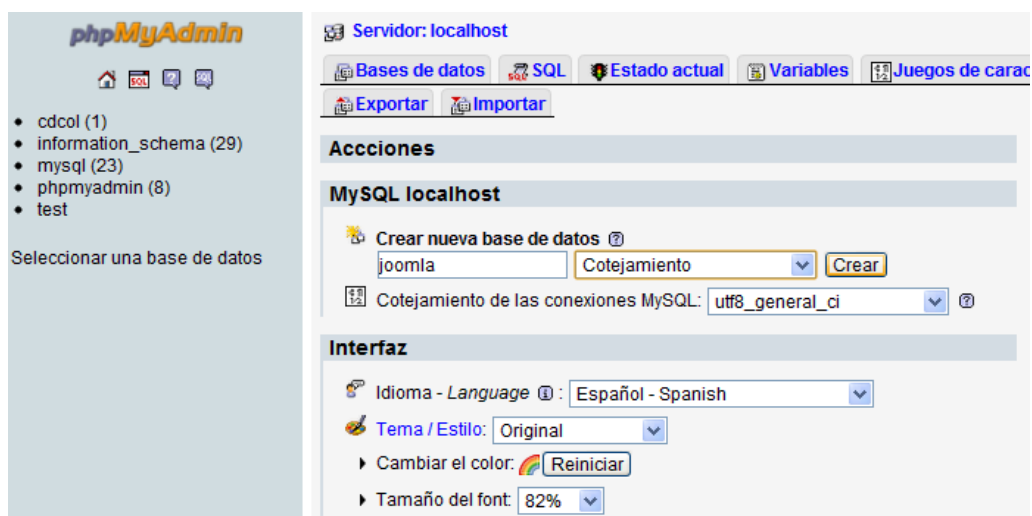 phpMyAdmin
SQL
cdcol (1)
information_schema (29)
mysql (23)
phpmyadmin (8)
test
Seleccionar una base de datos
Servidor: localhost
Bases de datos SQL Estado actual Variables Juegos de carac
Exportar Importar
Accciones
MySQL localhost
Crear nueva base de datos
joomla Cotejamiento Crear
Cotejamiento de las conexiones MySQL: utf8_general_ci
Interfaz
Idioma - Language : Español - Spanish
Tema / Estilo: Original
Cambiar el color: Reiniciar
Tamaño del font: 82%